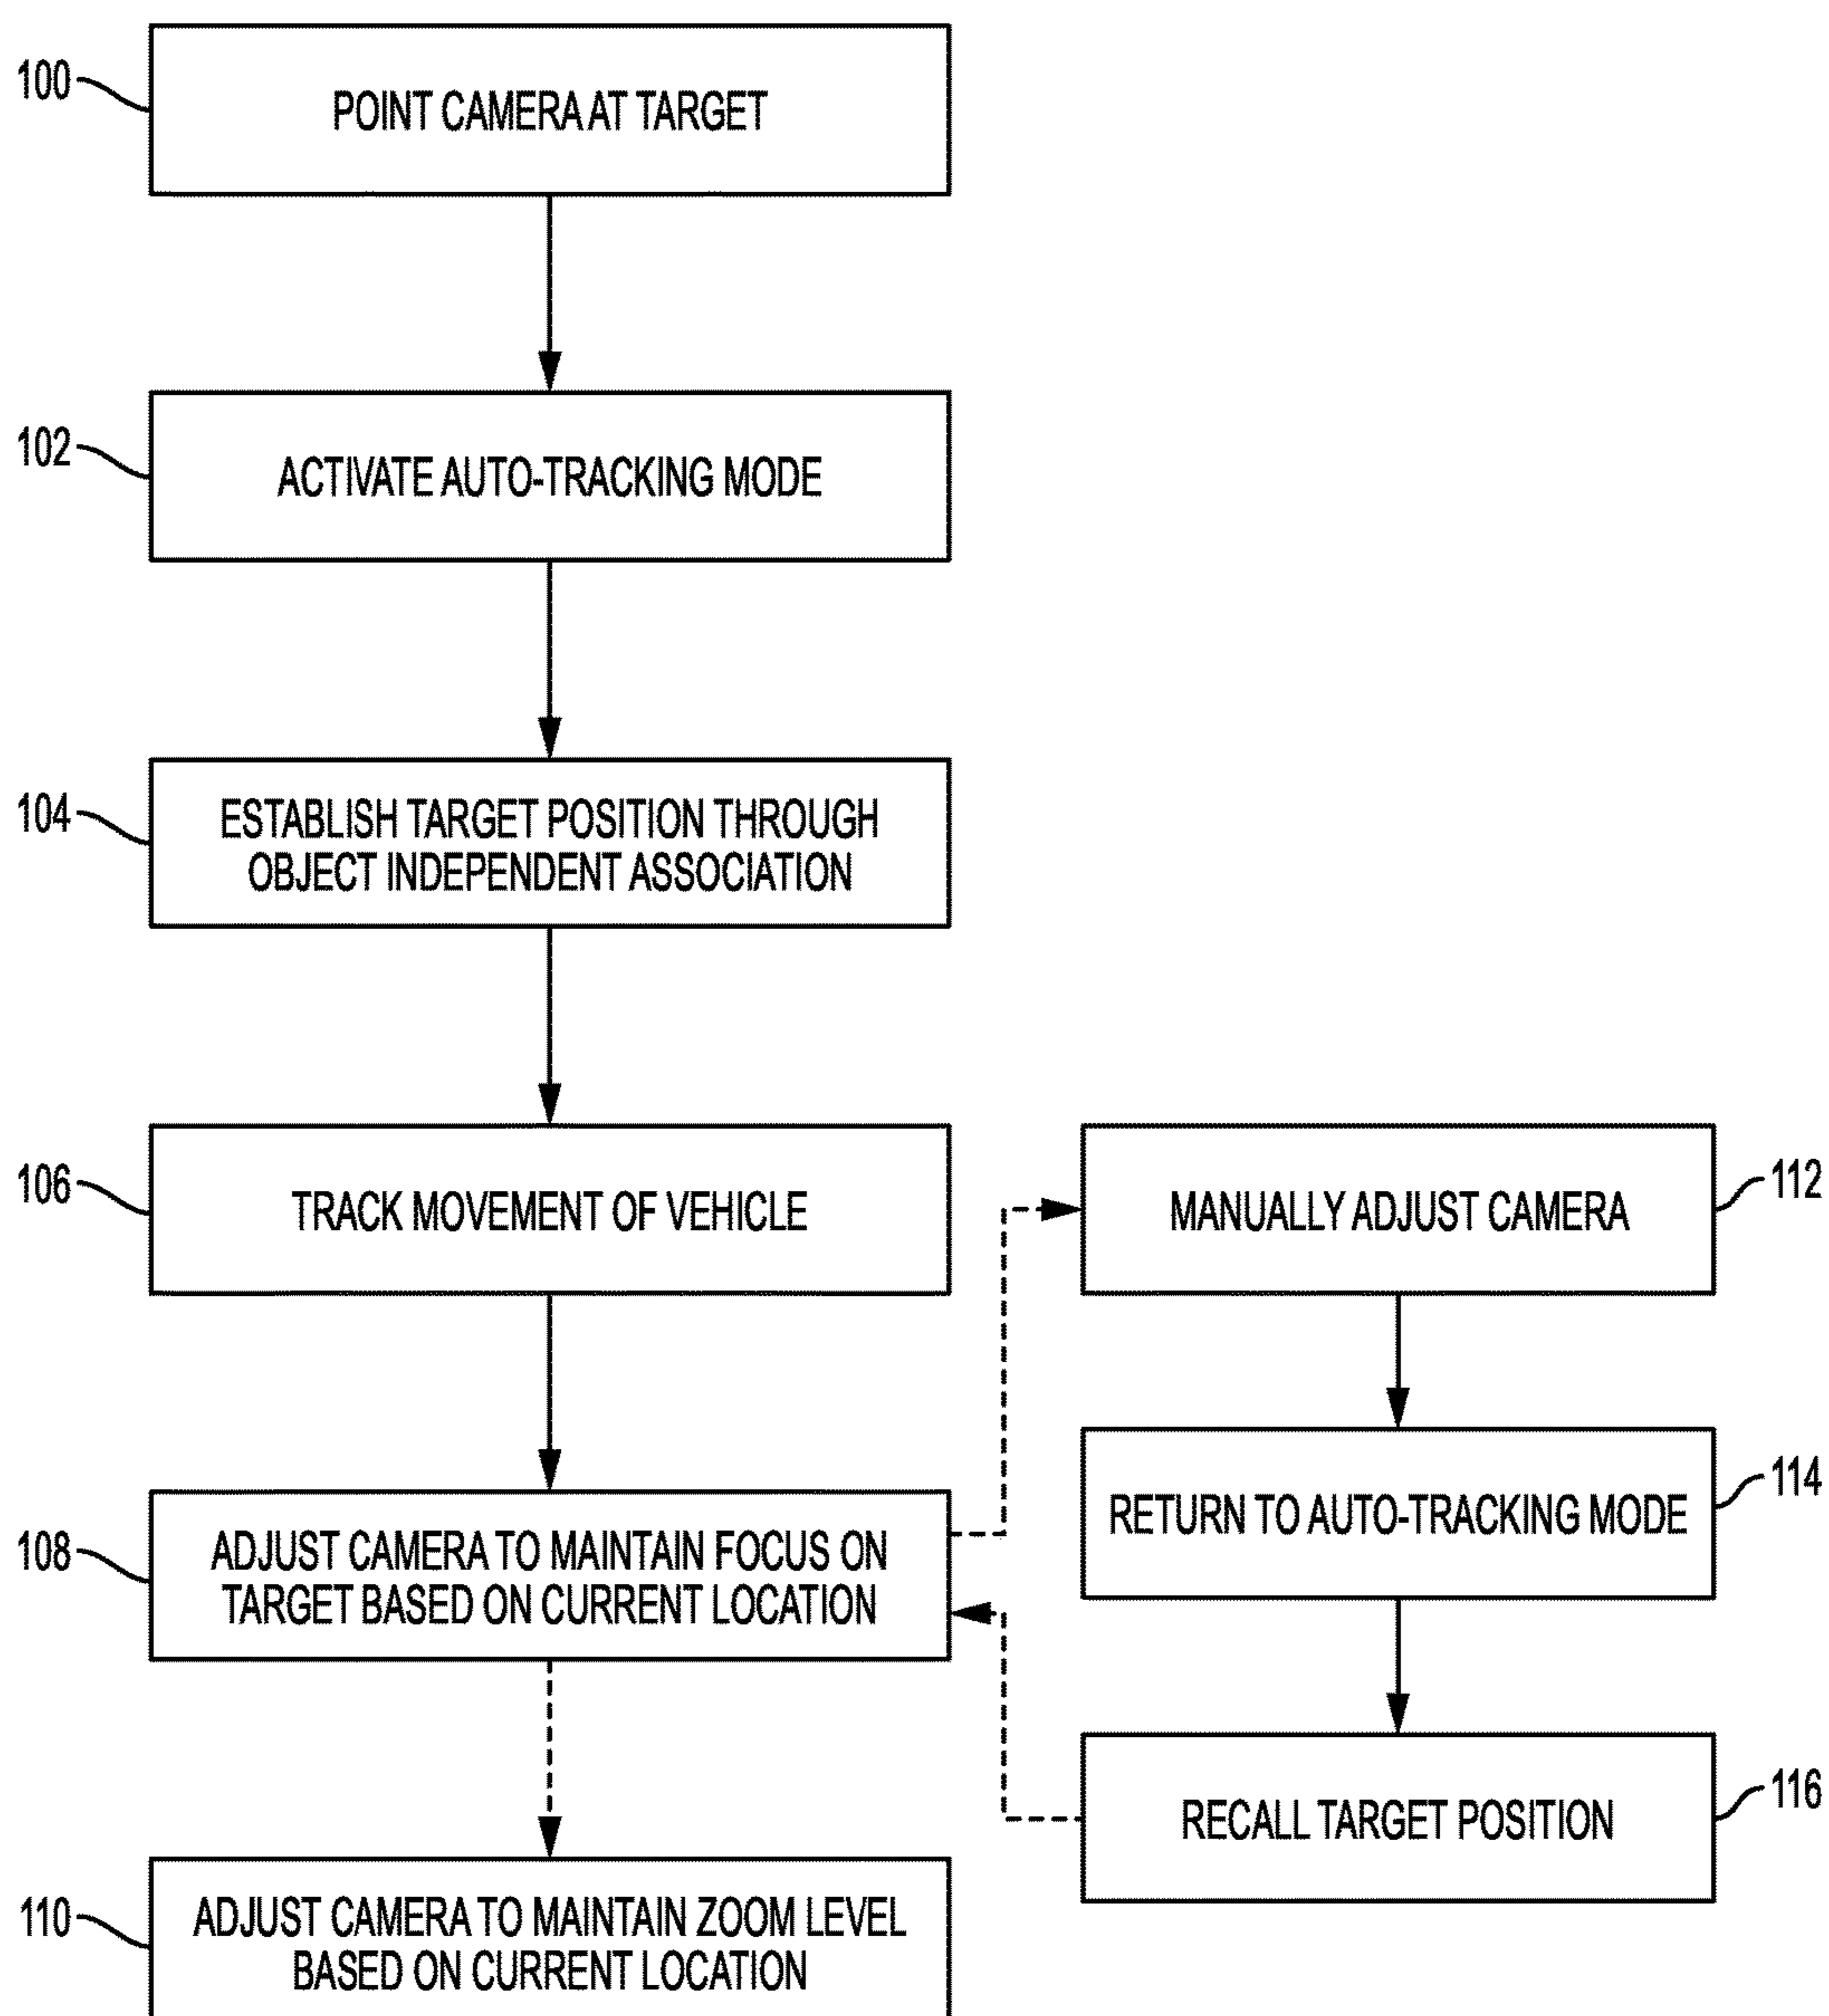 100
POINT CAMERA AT TARGET
102
ACTIVATE AUTO-TRACKING MODE
104
ESTABLISH TARGET POSITION THROUGH
OBJECT INDEPENDENT ASSOCIATION
106
TRACK MOVEMENT OF VEHICLE
108
ADJUST CAMERA TO MAINTAIN FOCUS ON
TARGET BASED ON CURRENT LOCATION
110
ADJUST CAMERA TO MAINTAIN ZOOM LEVEL
BASED ON CURRENT LOCATION
MANUALLY ADJUST CAMERA
112
RETURN TO AUTO-TRACKING MODE
114
RECALL TARGET POSITION
116